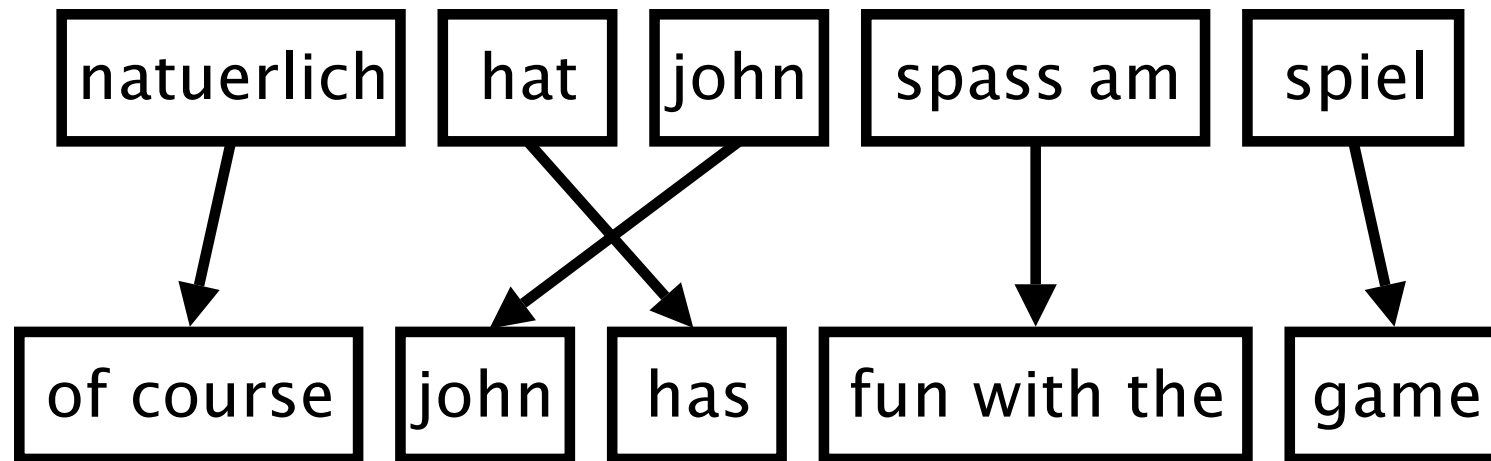 natuerlich hat john spass am spiel
of course john has fun with the game